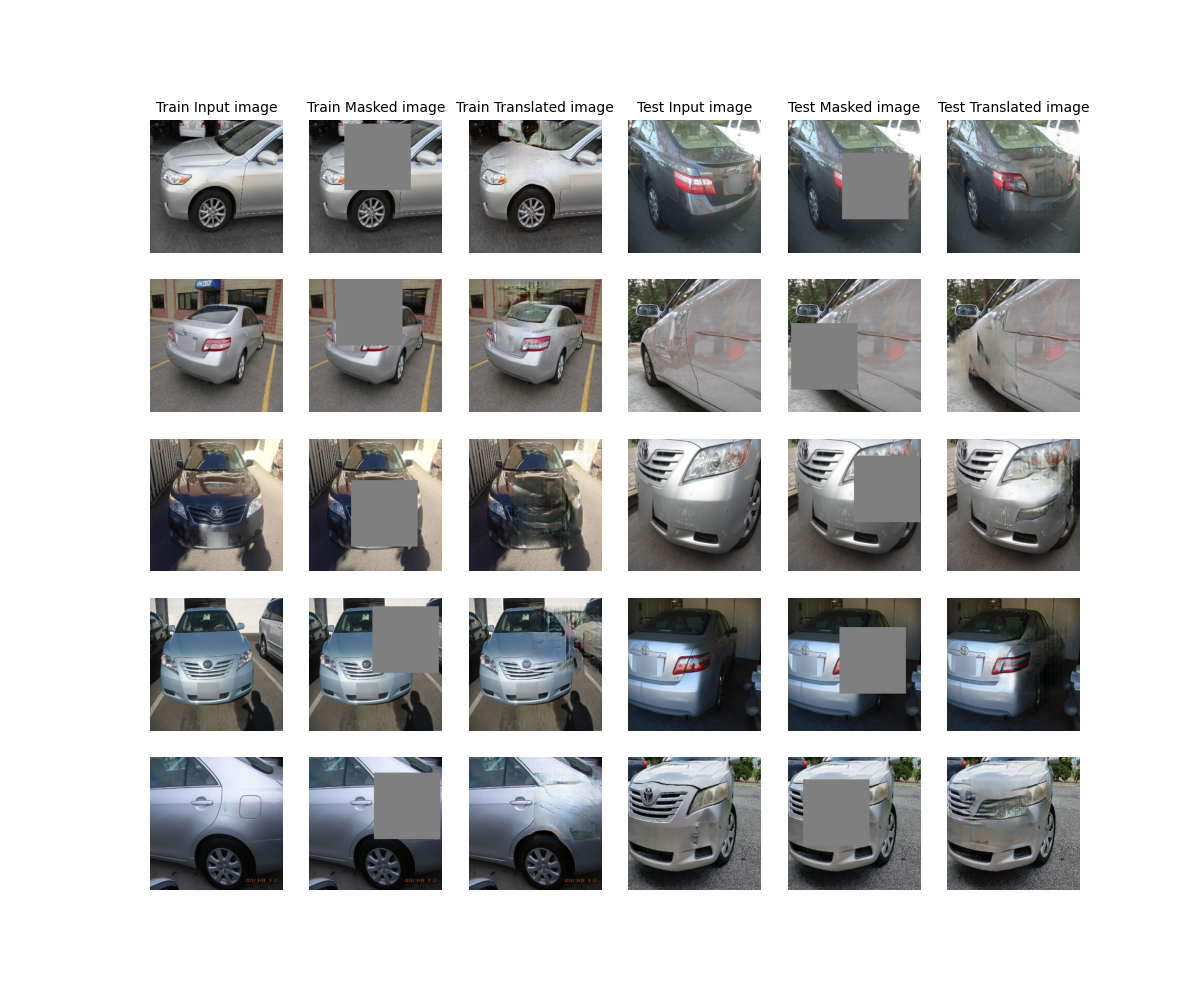 Train Input image
Train Masked image
Train Translated image
Test Input image
Test Masked image
Test Translated image